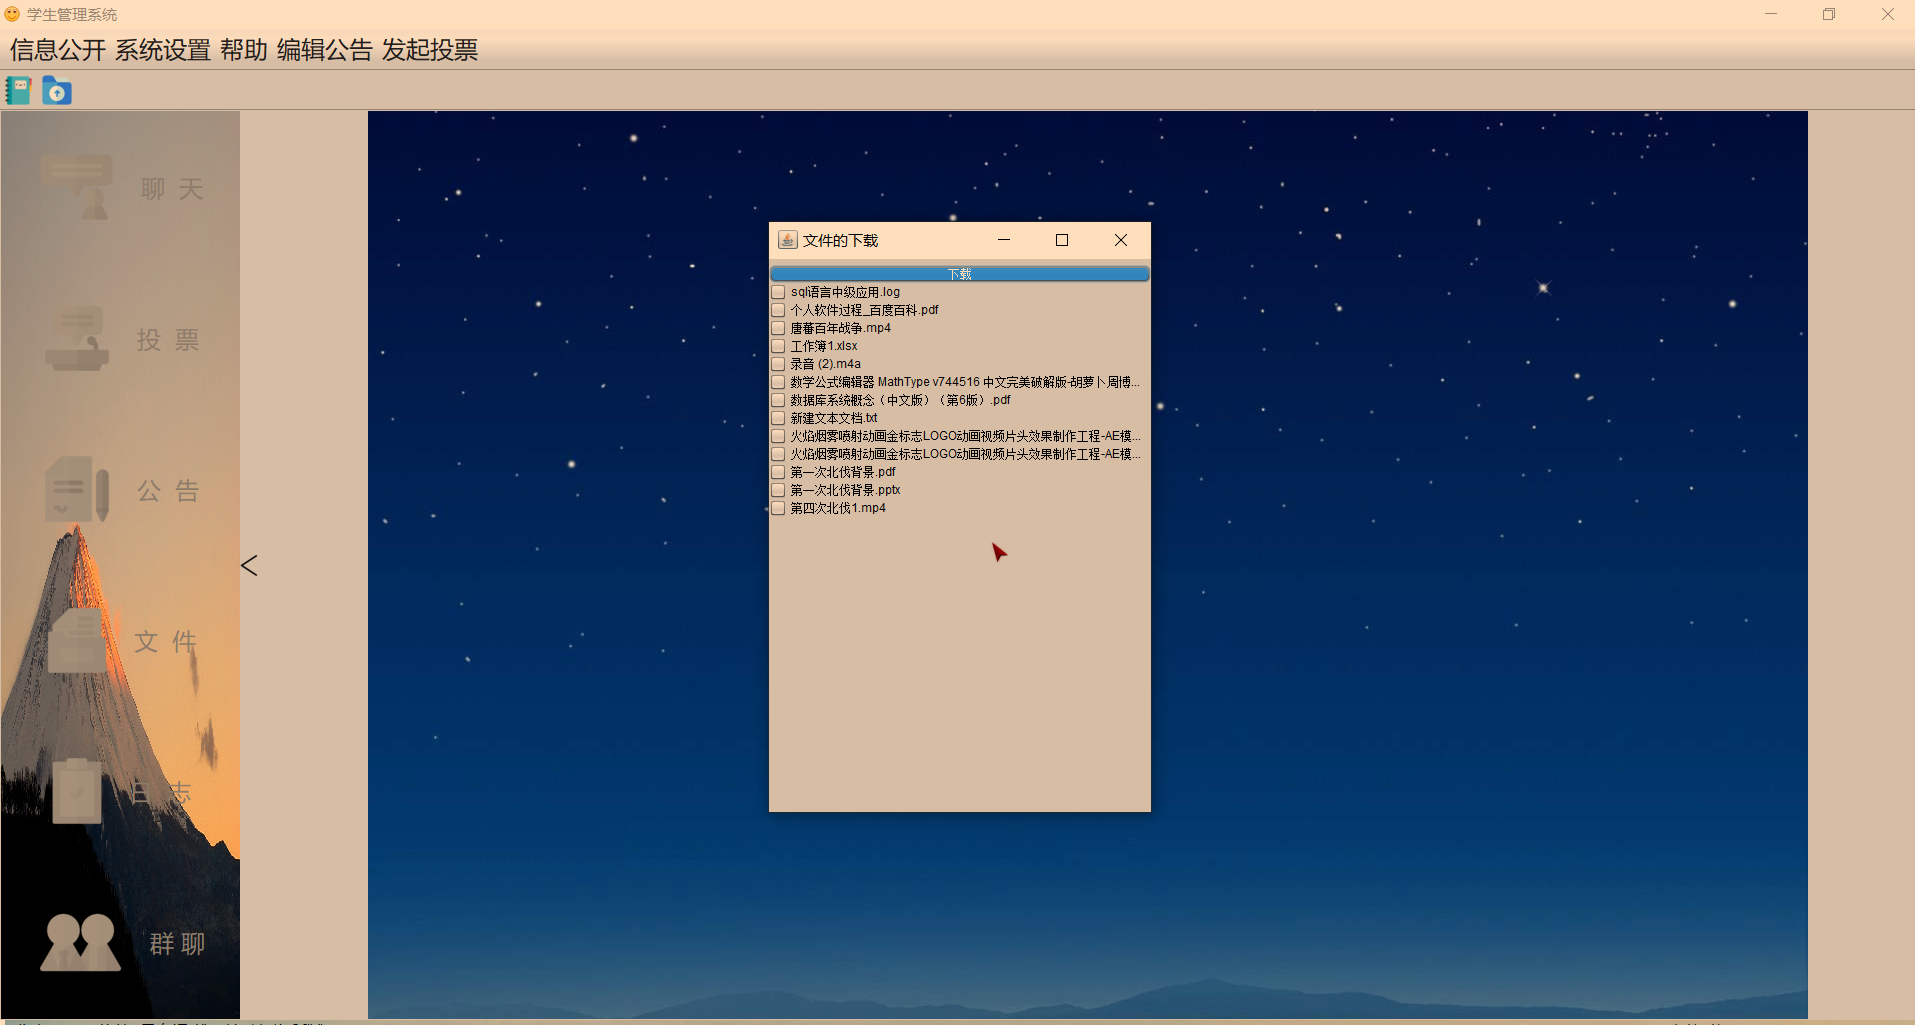 学生管理系统
信息公开 系统设置 帮助 编辑公告 发起投票
聊 天
投 票
公 告
文 件
日 志
群 聊
<
文件的下载
下载
sql语言中级应用.log
个人软件过程_百度百科.pdf
唐蕃百年战争.mp4
工作簿1.xlsx
录音 (2).m4a
数学公式编辑器 MathType v744516 中文完美破解版-胡萝卜周博...
数据库系统概念（中文版）（第6版）.pdf
新建文本文档.txt
火焰烟雾喷射动画金标志LOGO动画视频片头效果制作工程-AE模...
火焰烟雾喷射动画金标志LOGO动画视频片头效果制作工程-AE模...
第一次北伐背景.pdf
第一次北伐背景.pptx
第四次北伐1.mp4